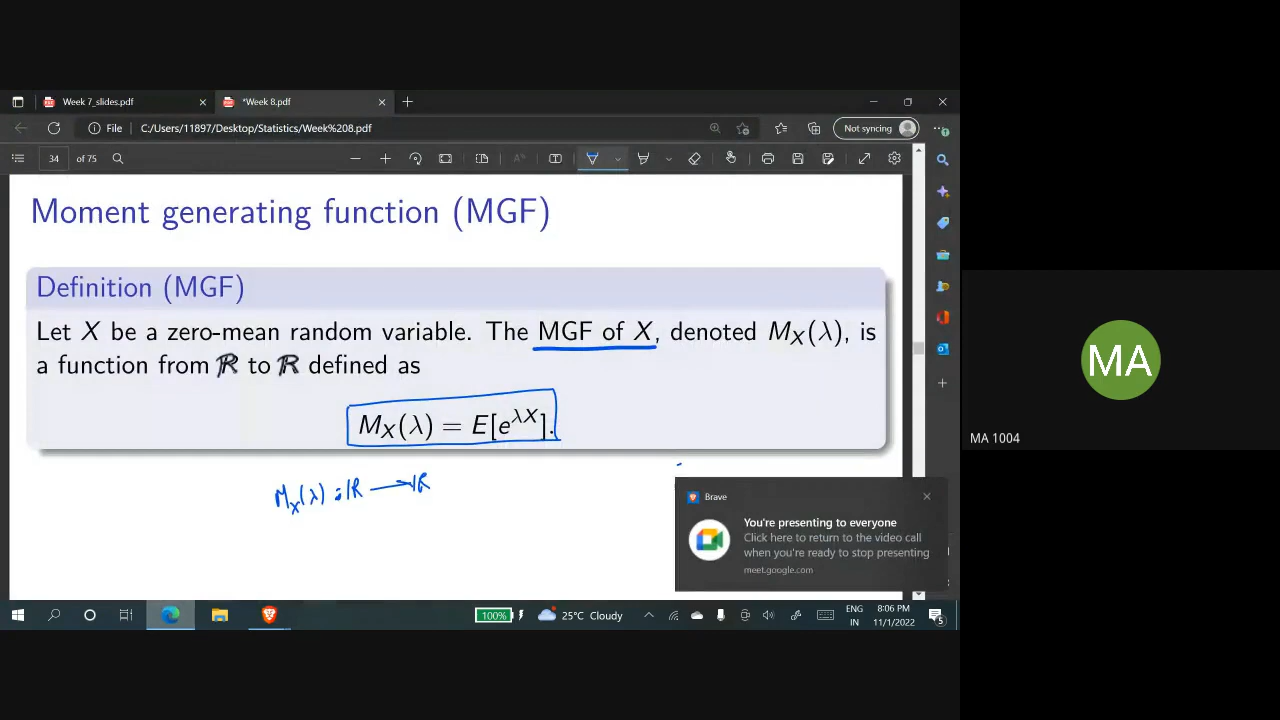 Week 7_slides.pdf
*Week 8.pdf
File C:/Users/11897/Desktop/Statistics/Week%208.pdf
Not syncing
34 of 75
Moment generating function (MGF)
Definition (MGF)
Let X be a zero-mean random variable. The MGF of X, denoted M_X(λ), is
a function from ℝ to ℝ defined as
M_X(λ) = E[e^{λX}].
M_X(λ) : ℝ → ℝ
Brave
You're presenting to everyone
Click here to return to the video call
when you're ready to stop presenting
meet.google.com
MA
MA 1004
100%
25°C Cloudy
ENG
IN
8:06 PM
11/1/2022
5